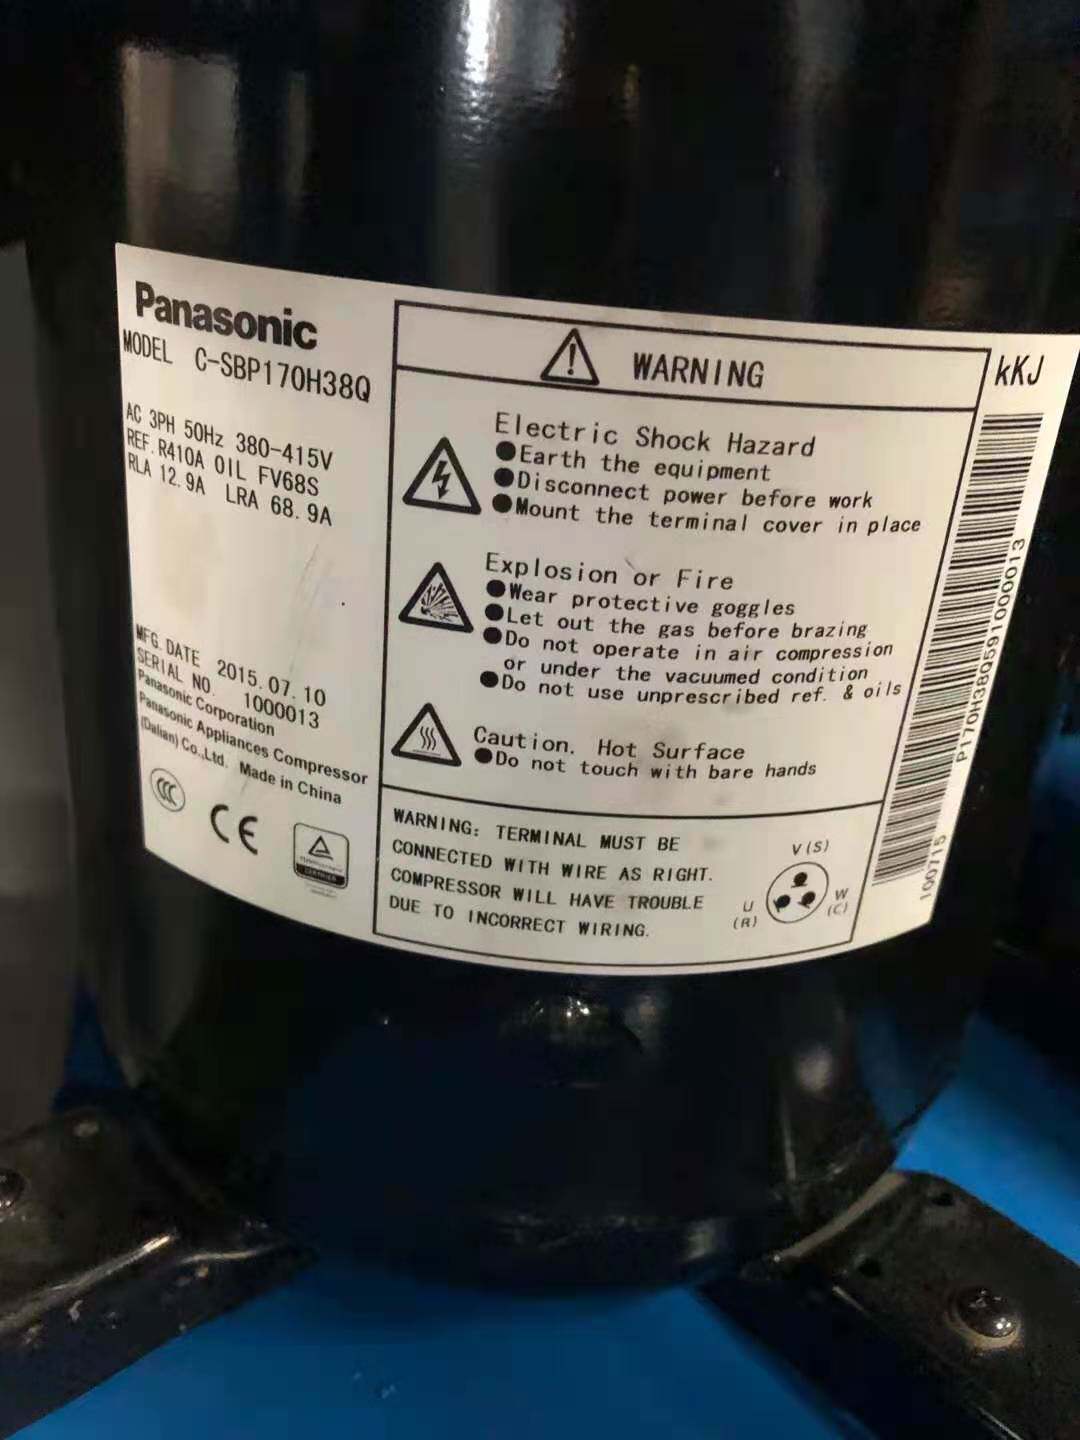 Panasonic
MODEL C-SBP170H38Q
AC 3PH 50Hz 380-415V
REF.R410A OIL FV68S
RLA 12.9A LRA 68.9A
MFG.DATE 2015.07.10
SERIAL NO. 1000013
Panasonic Corporation
Panasonic Appliances Compressor
(Dalian) Co.,Ltd. Made in China
CCC
CE
WARNING
Electric Shock Hazard
●Earth the equipment
●Disconnect power before work
●Mount the terminal cover in place
Explosion or Fire
●Wear protective goggles
●Let out the gas before brazing
●Do not operate in air compression
or under the vacuumed condition
●Do not use unprescribed ref. & oils
Caution. Hot Surface
●Do not touch with bare hands
WARNING: TERMINAL MUST BE
CONNECTED WITH WIRE AS RIGHT.
COMPRESSOR WILL HAVE TROUBLE
DUE TO INCORRECT WIRING.
V(S)
U
(R)
W
(C)
kKJ
P170H38Q591000013
100715